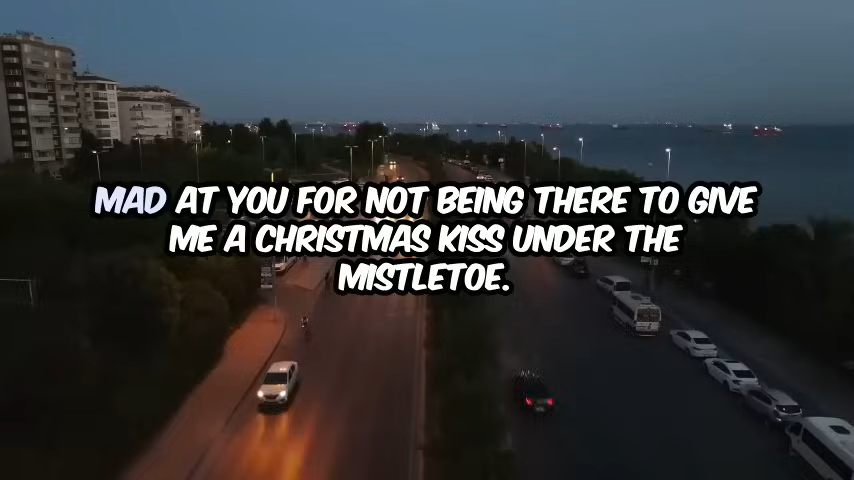 MAD AT YOU FOR NOT BEING THERE TO GIVE
ME A CHRISTMAS KISS UNDER THE
MISTLETOE.